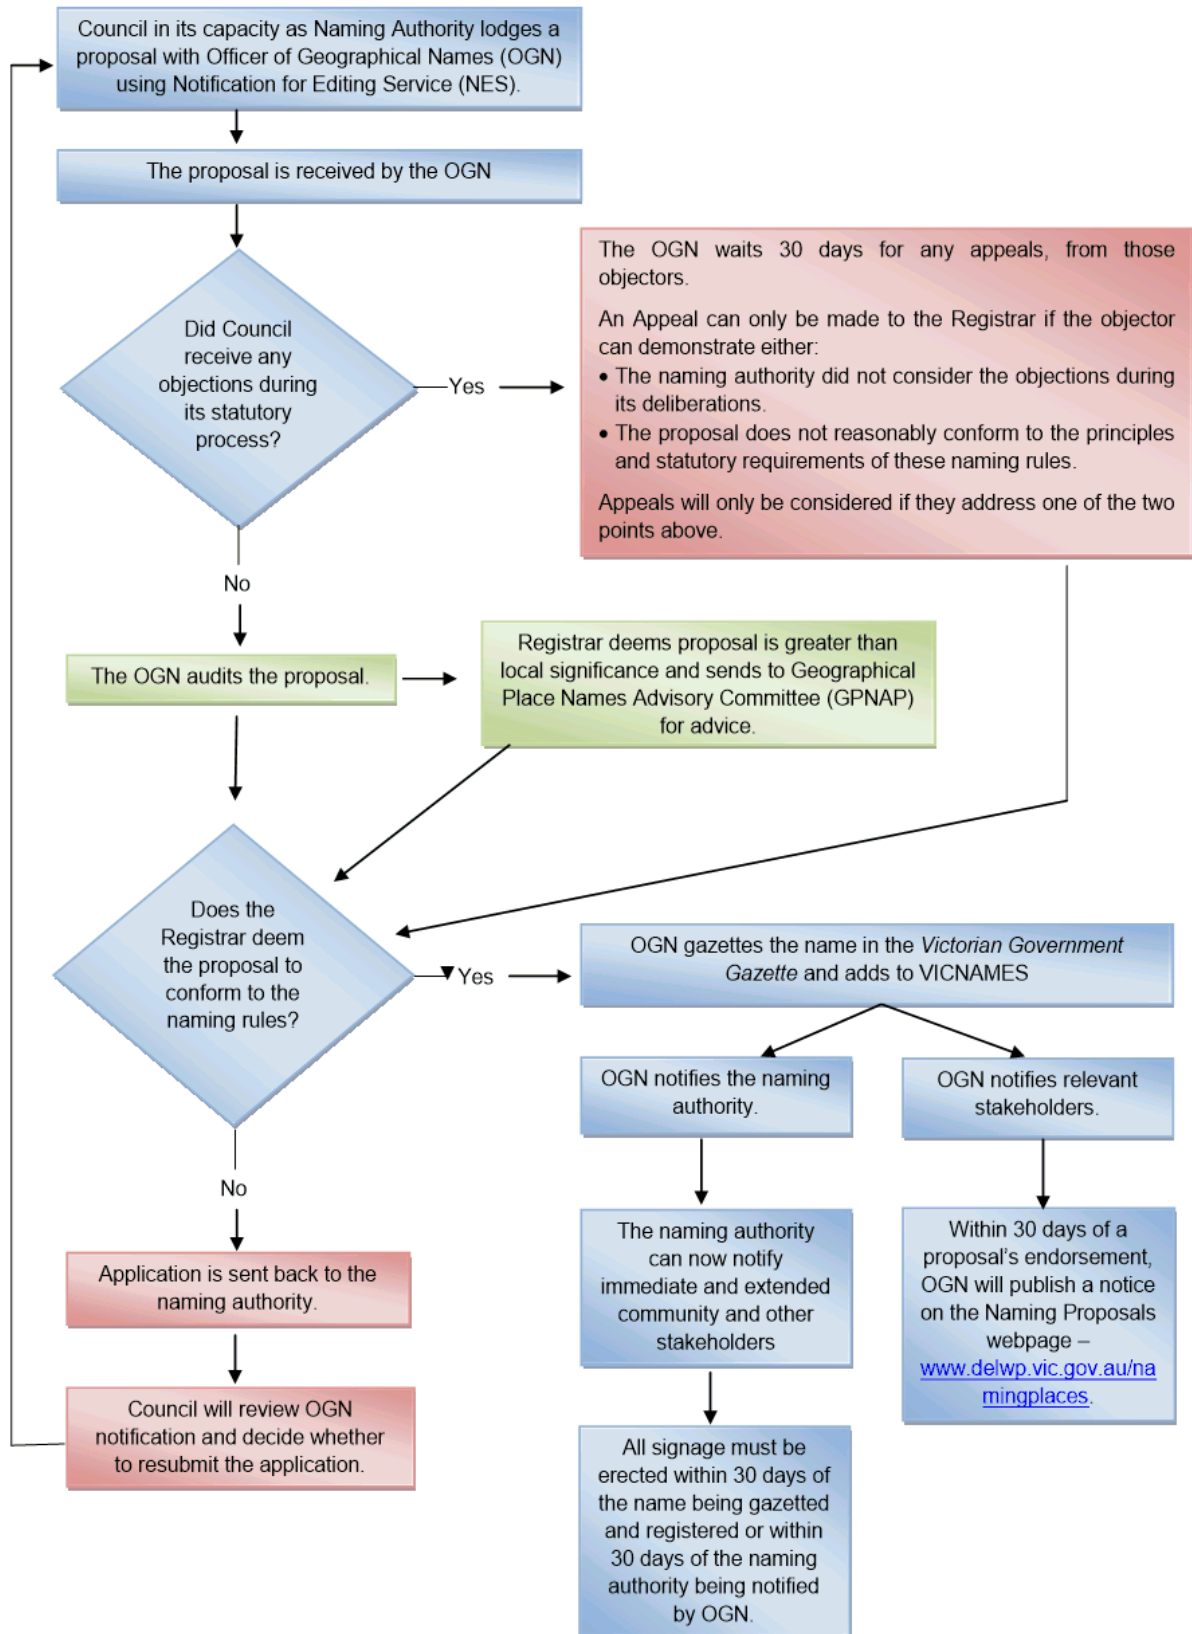 Council in its capacity as Naming Authority lodges a
proposal with Officer of Geographical Names (OGN)
using Notification for Editing Service (NES).
The proposal is received by the OGN
Did Council
receive any
objections during
its statutory
process?
Yes
The OGN waits 30 days for any appeals, from those
objectors.
An Appeal can only be made to the Registrar if the objector
can demonstrate either:
• The naming authority did not consider the objections during
its deliberations.
• The proposal does not reasonably conform to the principles
and statutory requirements of these naming rules.
Appeals will only be considered if they address one of the two
points above.
No
The OGN audits the proposal.
Registrar deems proposal is greater than
local significance and sends to Geographical
Place Names Advisory Committee (GPNAP)
for advice.
Does the
Registrar deem
the proposal to
conform to the
naming rules?
Yes
OGN gazettes the name in the Victorian Government
Gazette and adds to VICNAMES
OGN notifies the naming
authority.
OGN notifies relevant
stakeholders.
No
The naming authority
can now notify
immediate and extended
community and other
stakeholders
Within 30 days of a
proposal's endorsement,
OGN will publish a notice
on the Naming Proposals
webpage –
www.delwp.vic.gov.au/na
mingplaces.
Application is sent back to the
naming authority.
Council will review OGN
notification and decide whether
to resubmit the application.
All signage must be
erected within 30 days of
the name being gazetted
and registered or within
30 days of the naming
authority being notified
by OGN.